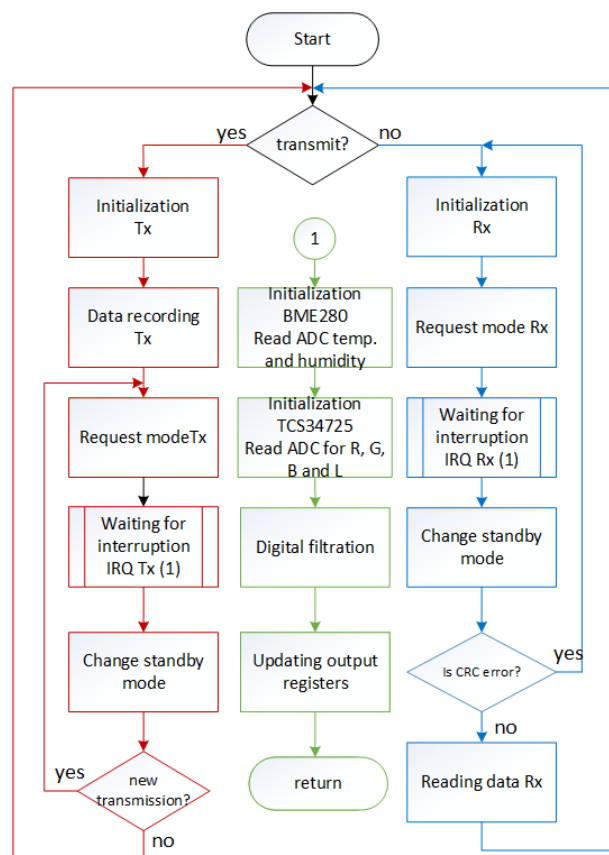 Start
transmit?
yes
no
Initialization
Tx
Data recording
Tx
Request modeTx
Waiting for
interruption
IRQ Tx (1)
Change standby
mode
new
transmission?
yes
no
1
Initialization
BME280
Read ADC temp.
and humidity
Initialization
TCS34725
Read ADC for R, G,
B and L
Digital filtration
Updating output
registers
return
Initialization
Rx
Request mode Rx
Waiting for
interruption
IRQ Rx (1)
Change standby
mode
Is CRC error?
yes
no
Reading data Rx